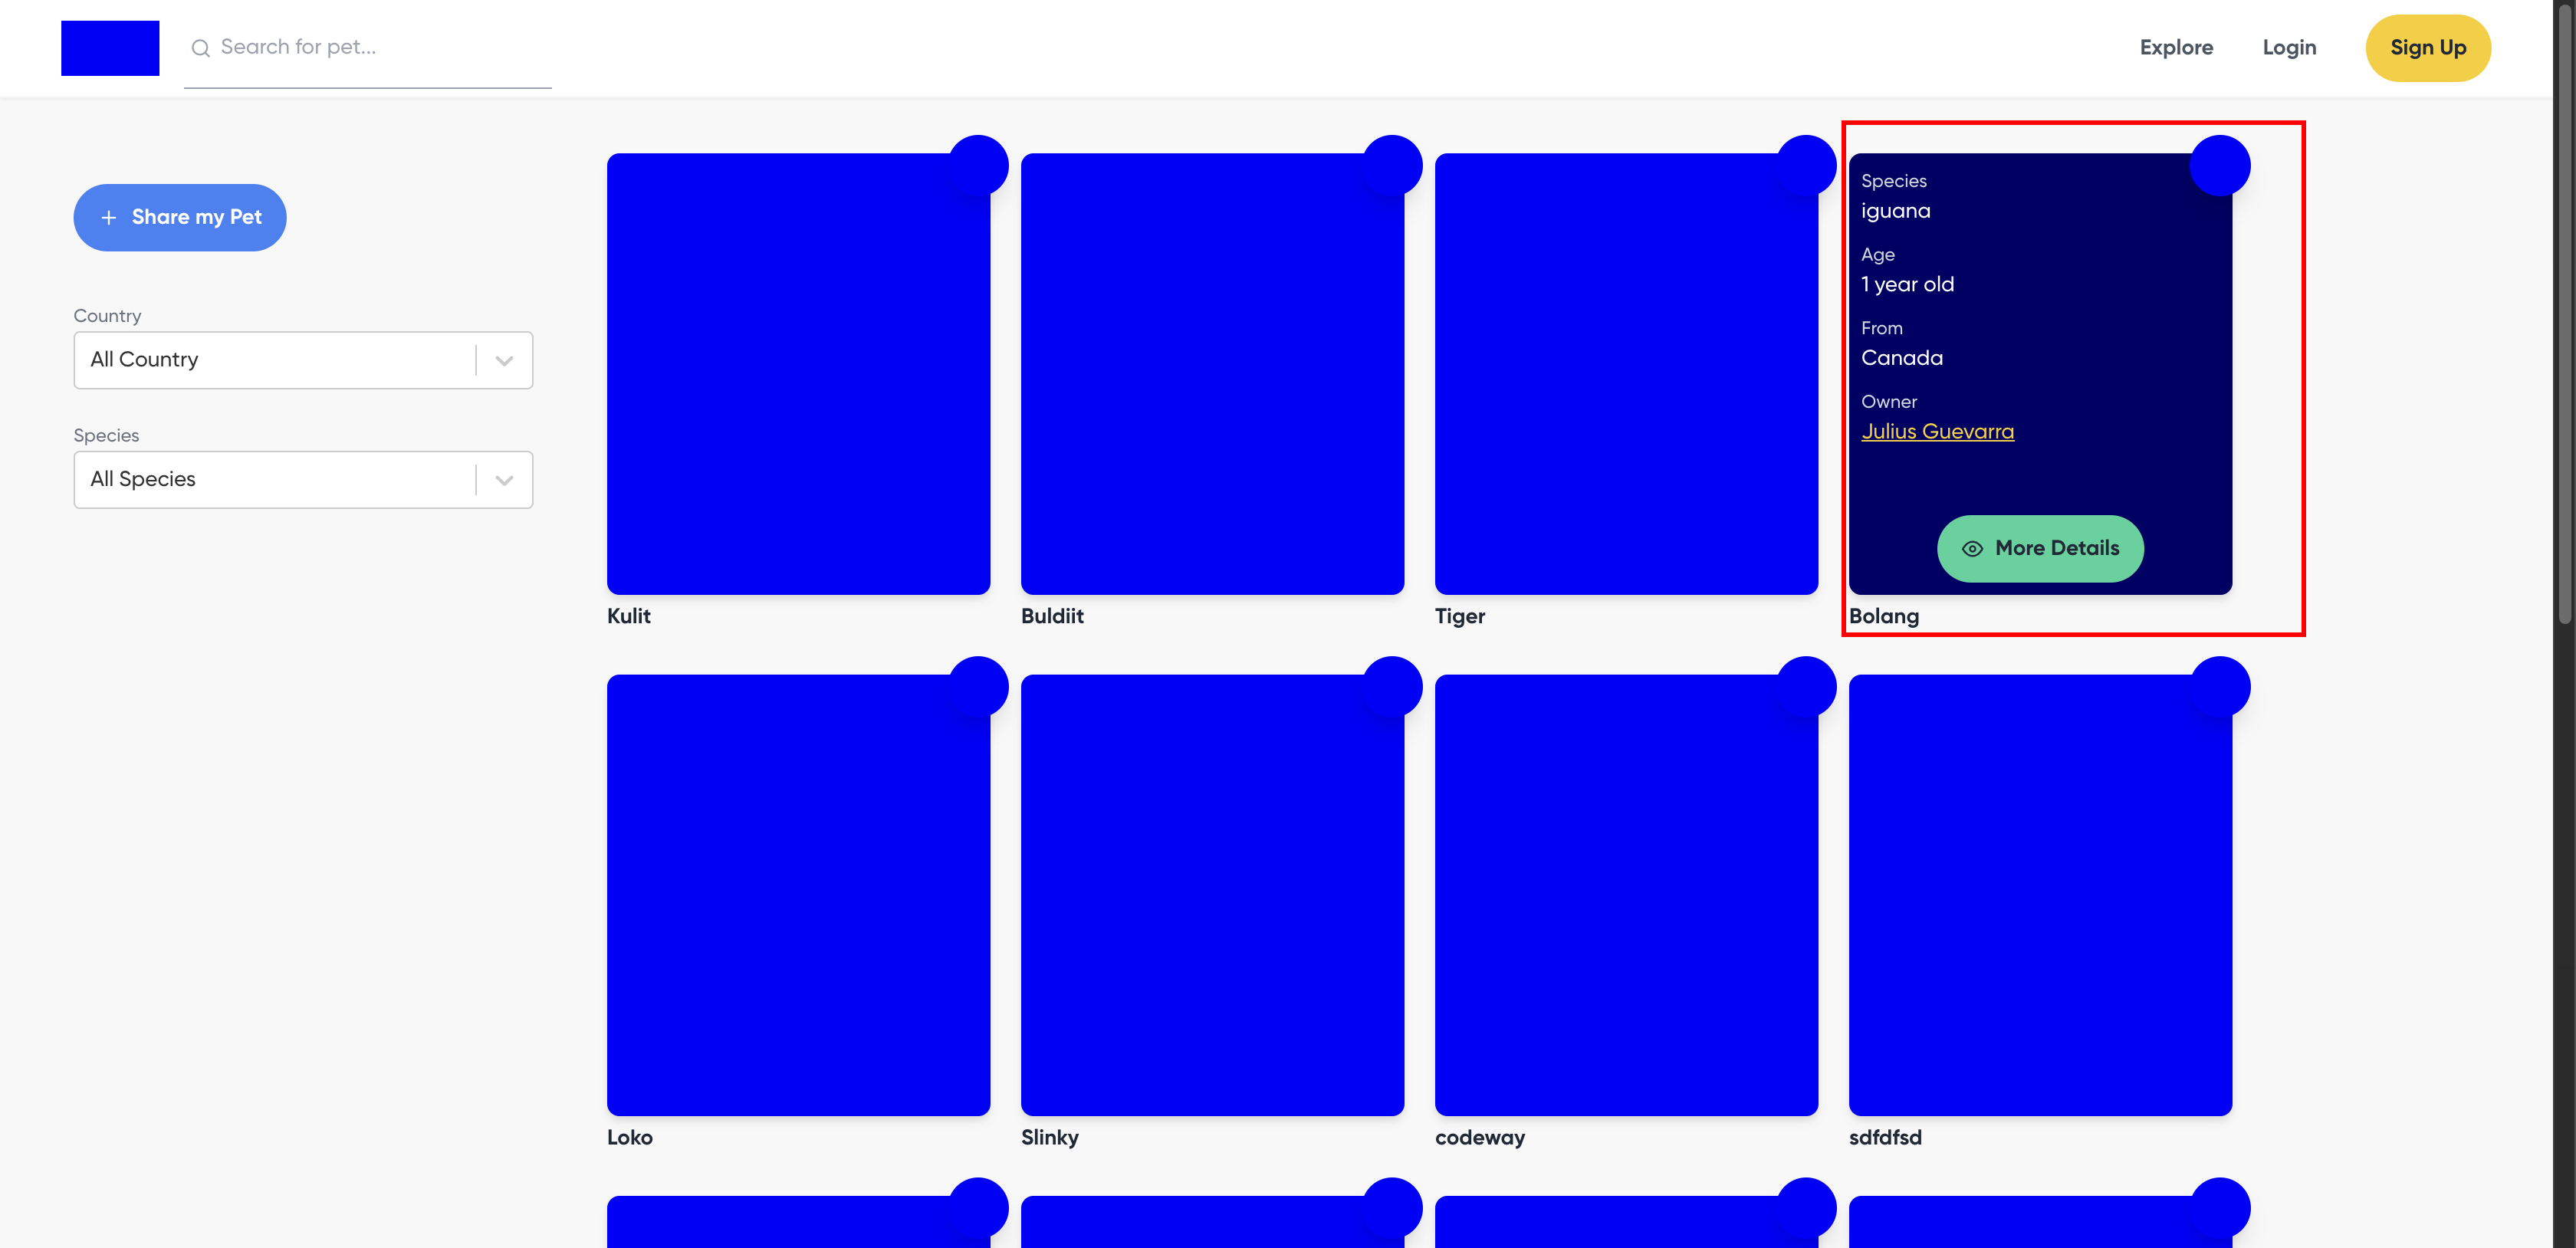 Search for pet...
Explore
Login
Sign Up
Share my Pet
Country
All Country
Species
All Species
Species
iguana
Age
1 year old
From
Canada
Owner
Julius Guevarra
More Details
Kulit
Buldiit
Tiger
Bolang
Loko
Slinky
codeway
sdfdfsd